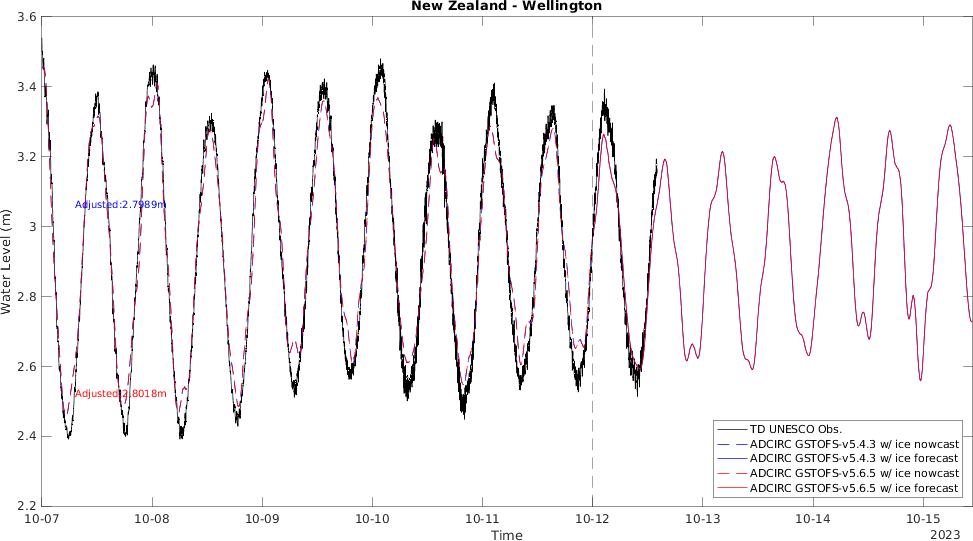 New Zealand - Wellington
3.6
3.4
3.2
3
2.8
2.6
2.4
2.2
Water Level (m)
Adjusted:2.7989m
Adjusted:2.8018m
TD UNESCO Obs.
ADCIRC GSTOFS-v5.4.3 w/ ice nowcast
ADCIRC GSTOFS-v5.4.3 w/ ice forecast
ADCIRC GSTOFS-v5.6.5 w/ ice nowcast
ADCIRC GSTOFS-v5.6.5 w/ ice forecast
10-07 10-08 10-09 10-10 10-11 10-12 10-13 10-14 10-15
Time
2023